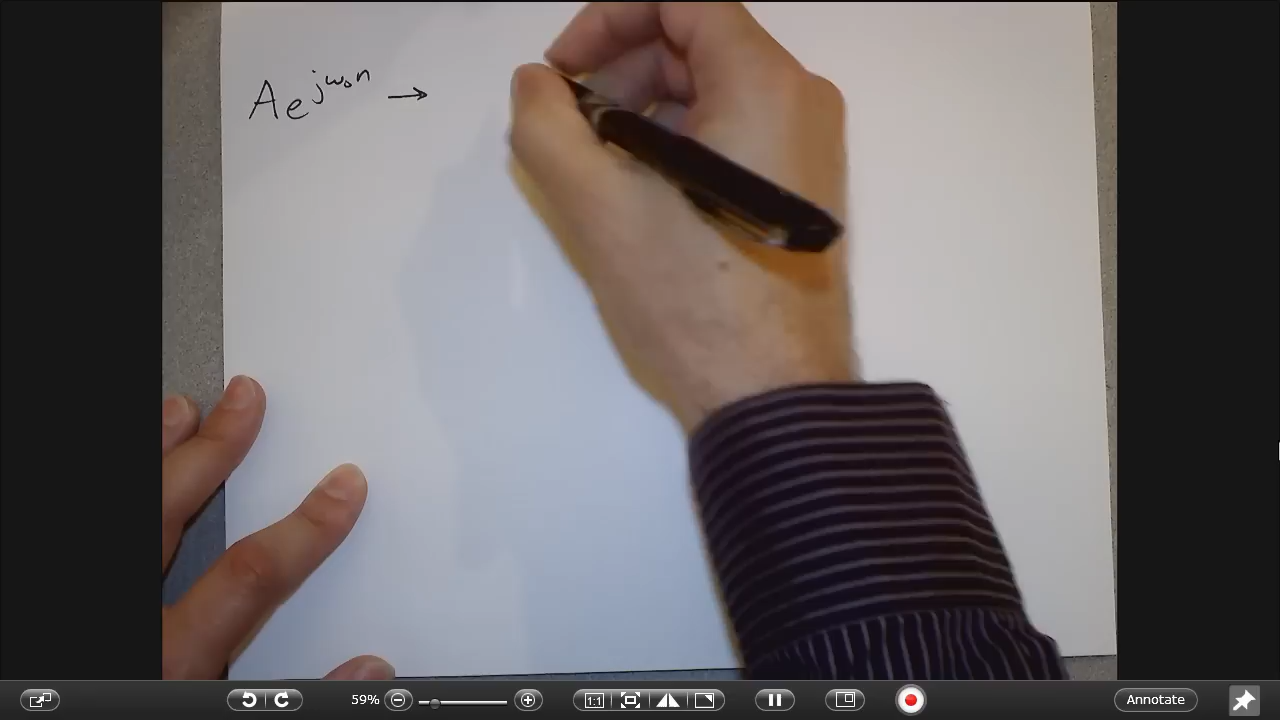 Ae^{jω₀n} →
59%
1:1
Annotate